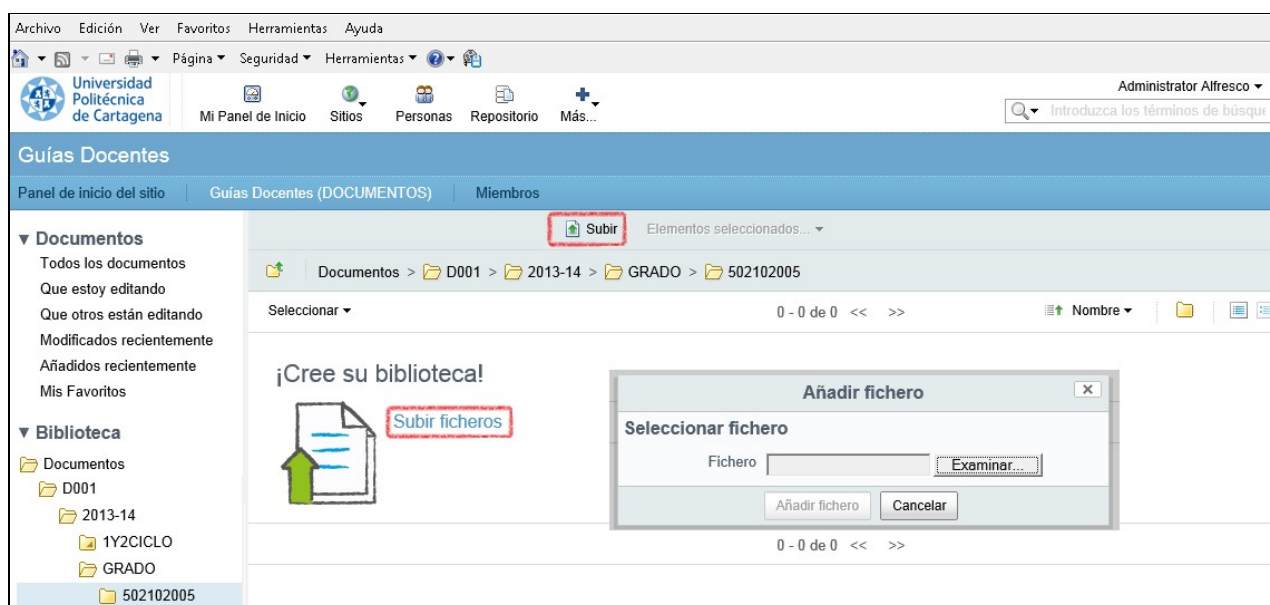 Archivo Edición Ver Favoritos Herramientas Ayuda
Página Seguridad Herramientas
Universidad
Politécnica
de Cartagena
Mi Panel de Inicio Sitios Personas Repositorio Más...
Administrator Alfresco
Introduzca los términos de búsque
Guías Docentes
Panel de inicio del sitio Guías Docentes (DOCUMENTOS) Miembros
Subir Elementos seleccionados...
Documentos > D001 > 2013-14 > GRADO > 502102005
Seleccionar 0 - 0 de 0 << >> Nombre
Documentos
Todos los documentos
Que estoy editando
Que otros están editando
Modificados recientemente
Añadidos recientemente
Mis Favoritos
Biblioteca
Documentos
D001
2013-14
1Y2CICLO
GRADO
502102005
¡Cree su biblioteca!
Subir ficheros
Añadir fichero
Seleccionar fichero
Fichero Examinar...
Añadir fichero Cancelar
0 - 0 de 0 << >>